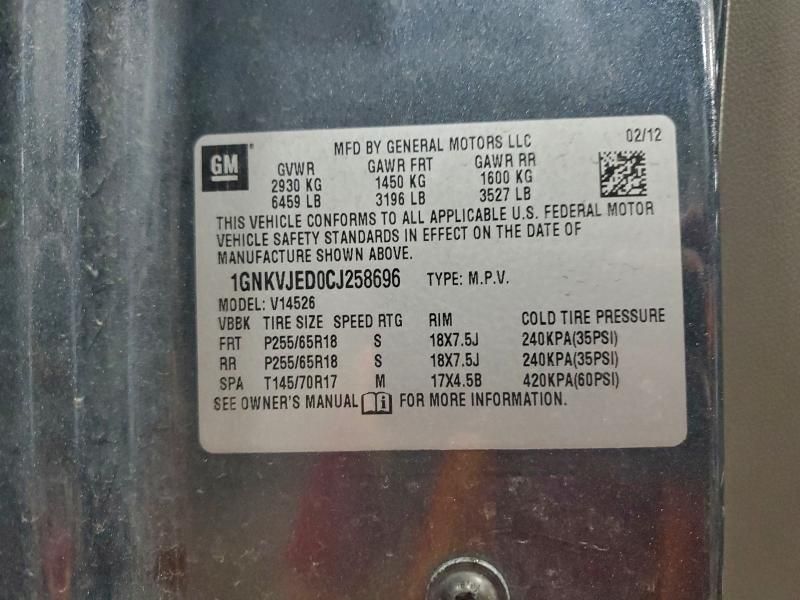 GM
MFD BY GENERAL MOTORS LLC 02/12
GVWR GAWR FRT GAWR RR
2930 KG 1450 KG 1600 KG
6459 LB 3196 LB 3527 LB
THIS VEHICLE CONFORMS TO ALL APPLICABLE U.S. FEDERAL MOTOR
VEHICLE SAFETY STANDARDS IN EFFECT ON THE DATE OF
MANUFACTURE SHOWN ABOVE.
1GNKVJED0CJ258696 TYPE: M.P.V.
MODEL: V14526
VBBK TIRE SIZE SPEED RTG RIM COLD TIRE PRESSURE
FRT P255/65R18 S 18X7.5J 240KPA(35PSI)
RR P255/65R18 S 18X7.5J 240KPA(35PSI)
SPA T145/70R17 M 17X4.5B 420KPA(60PSI)
SEE OWNER'S MANUAL i FOR MORE INFORMATION.